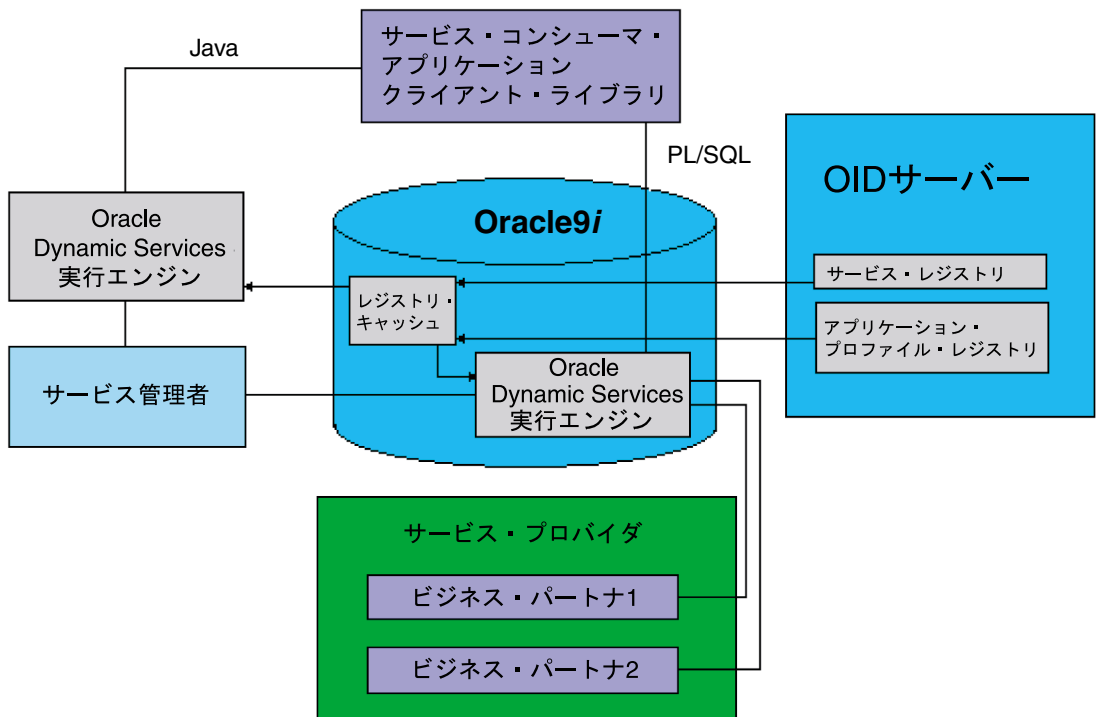 Java
サービス・コンシューマ・
アプリケーション
クライアント・ライブラリ
PL/SQL
OIDサーバー
サービス・レジストリ
アプリケーション・
プロファイル・レジストリ
Oracle
Dynamic Services
実行エンジン
Oracle9i
レジストリ・
キャッシュ
Oracle
Dynamic Services
実行エンジン
サービス管理者
サービス・プロバイダ
ビジネス・パートナ1
ビジネス・パートナ2